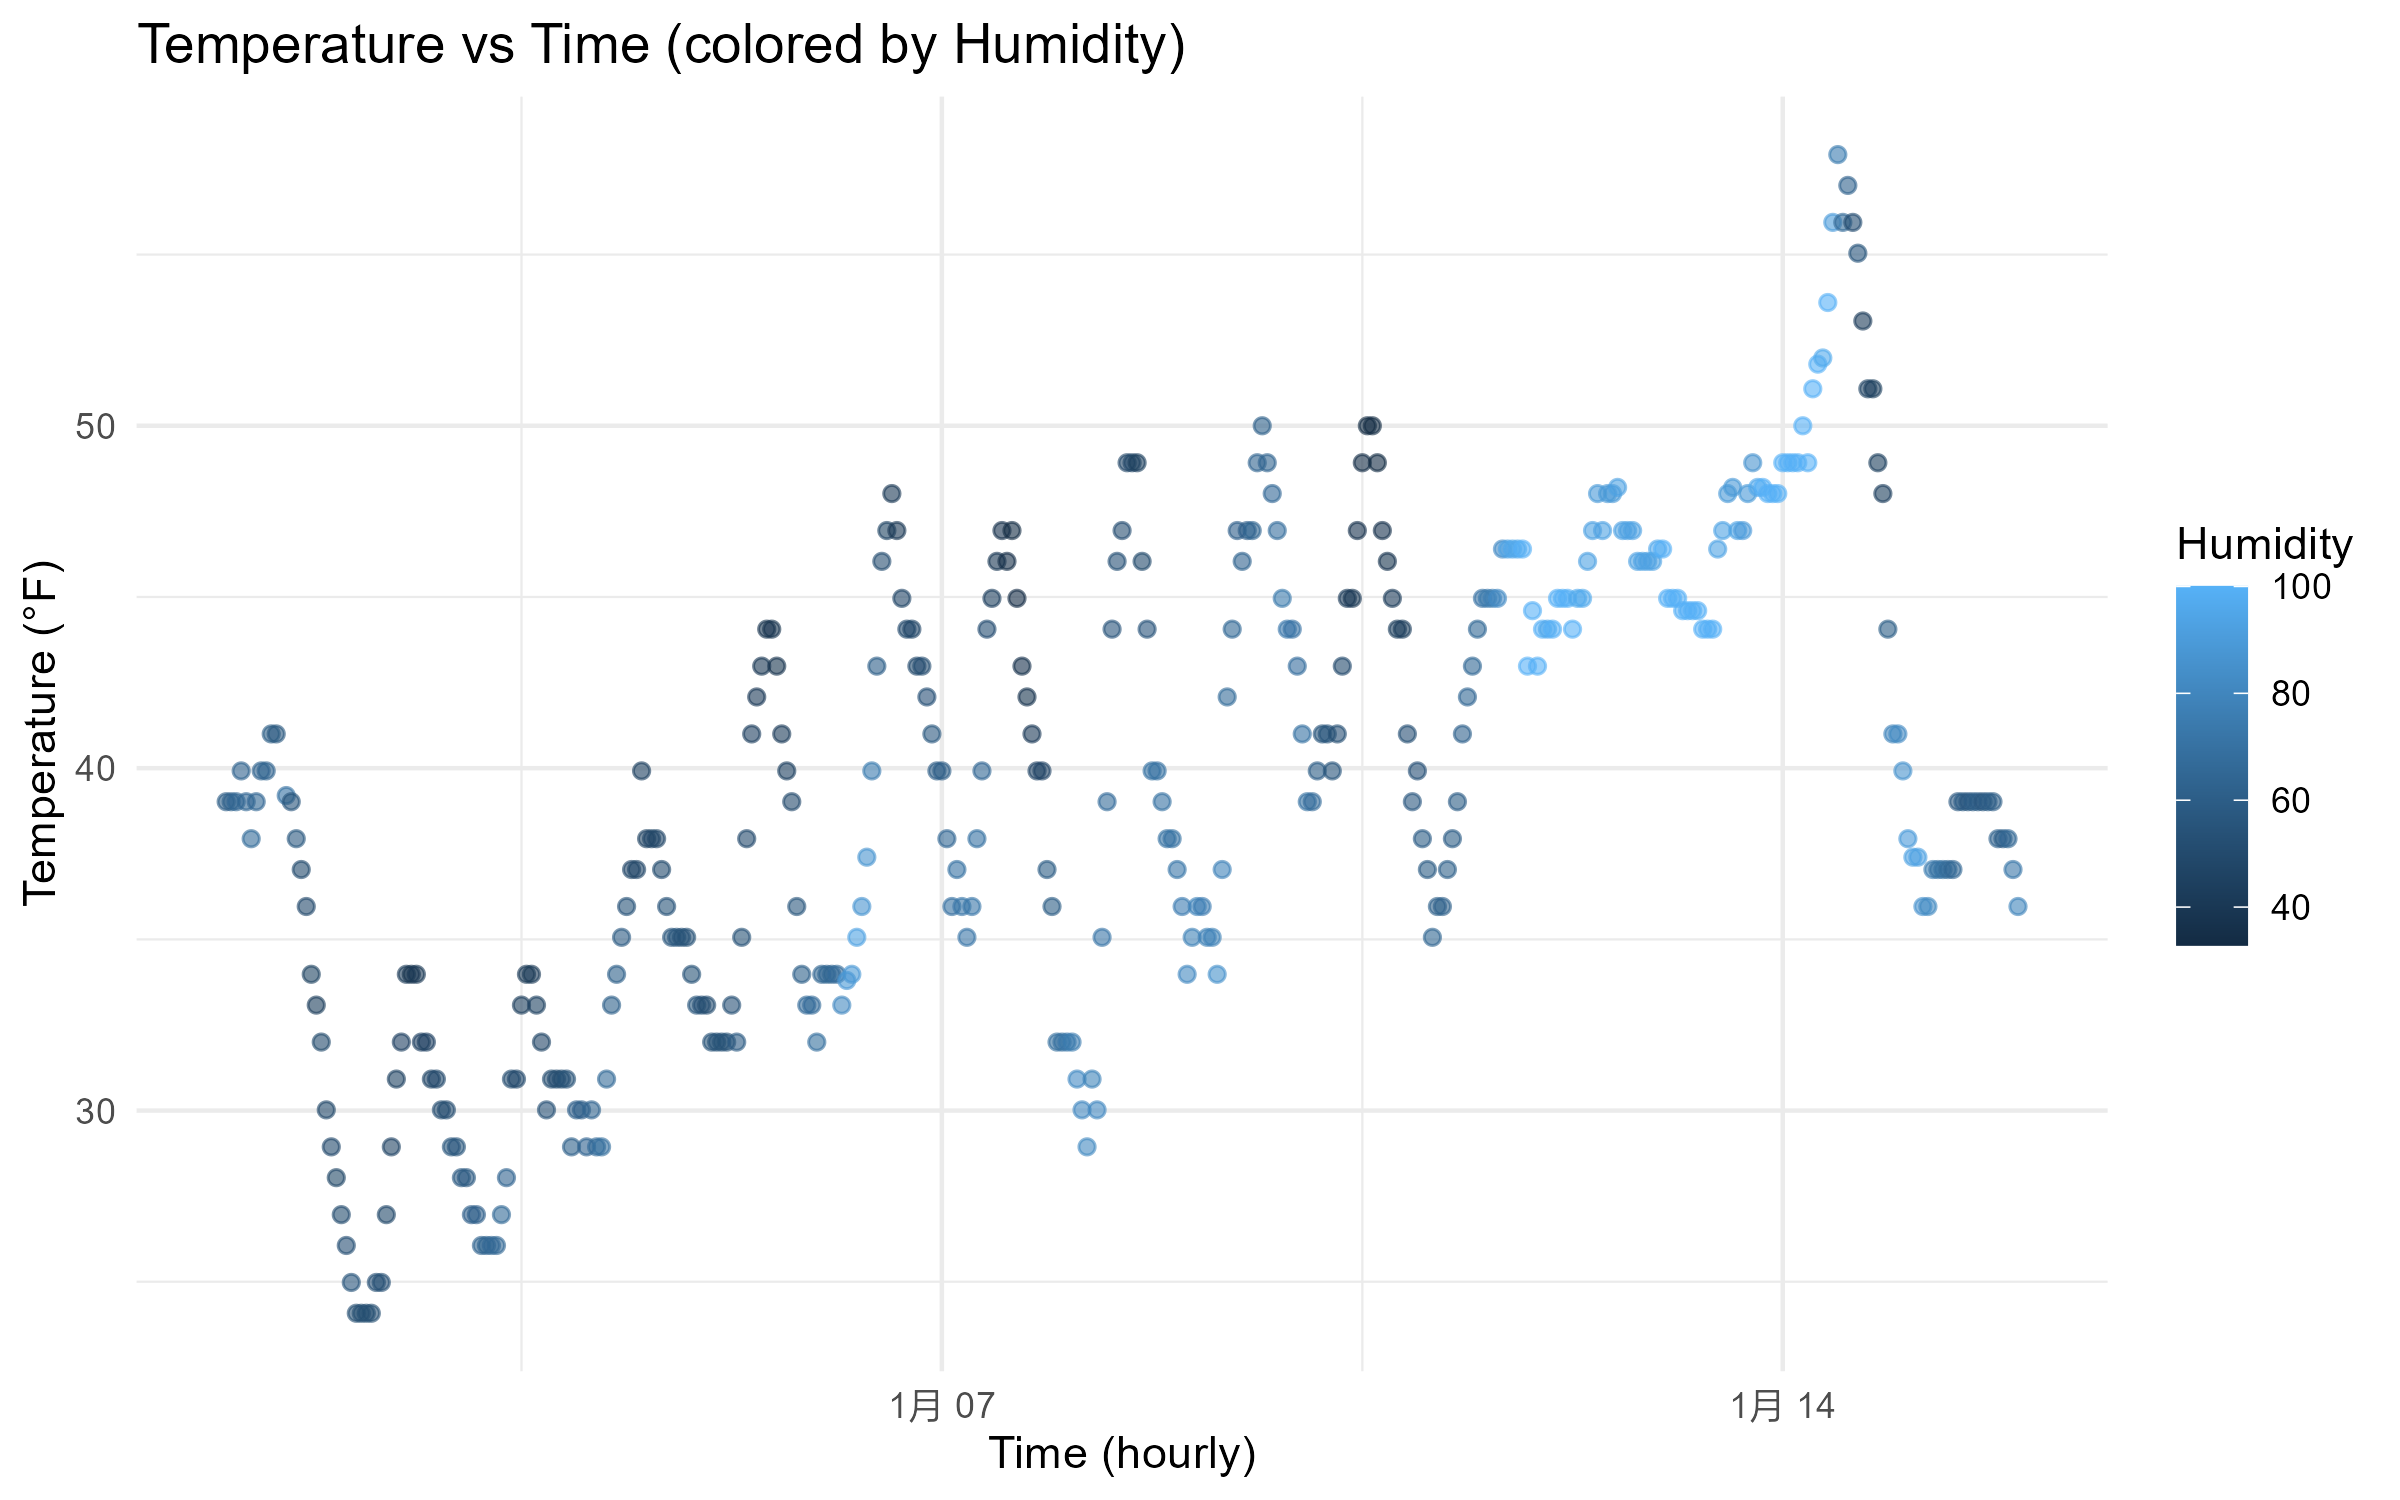 Temperature vs Time (colored by Humidity)
Temperature (°F)
50
40
30
1月 07
1月 14
Time (hourly)
Humidity
100
80
60
40